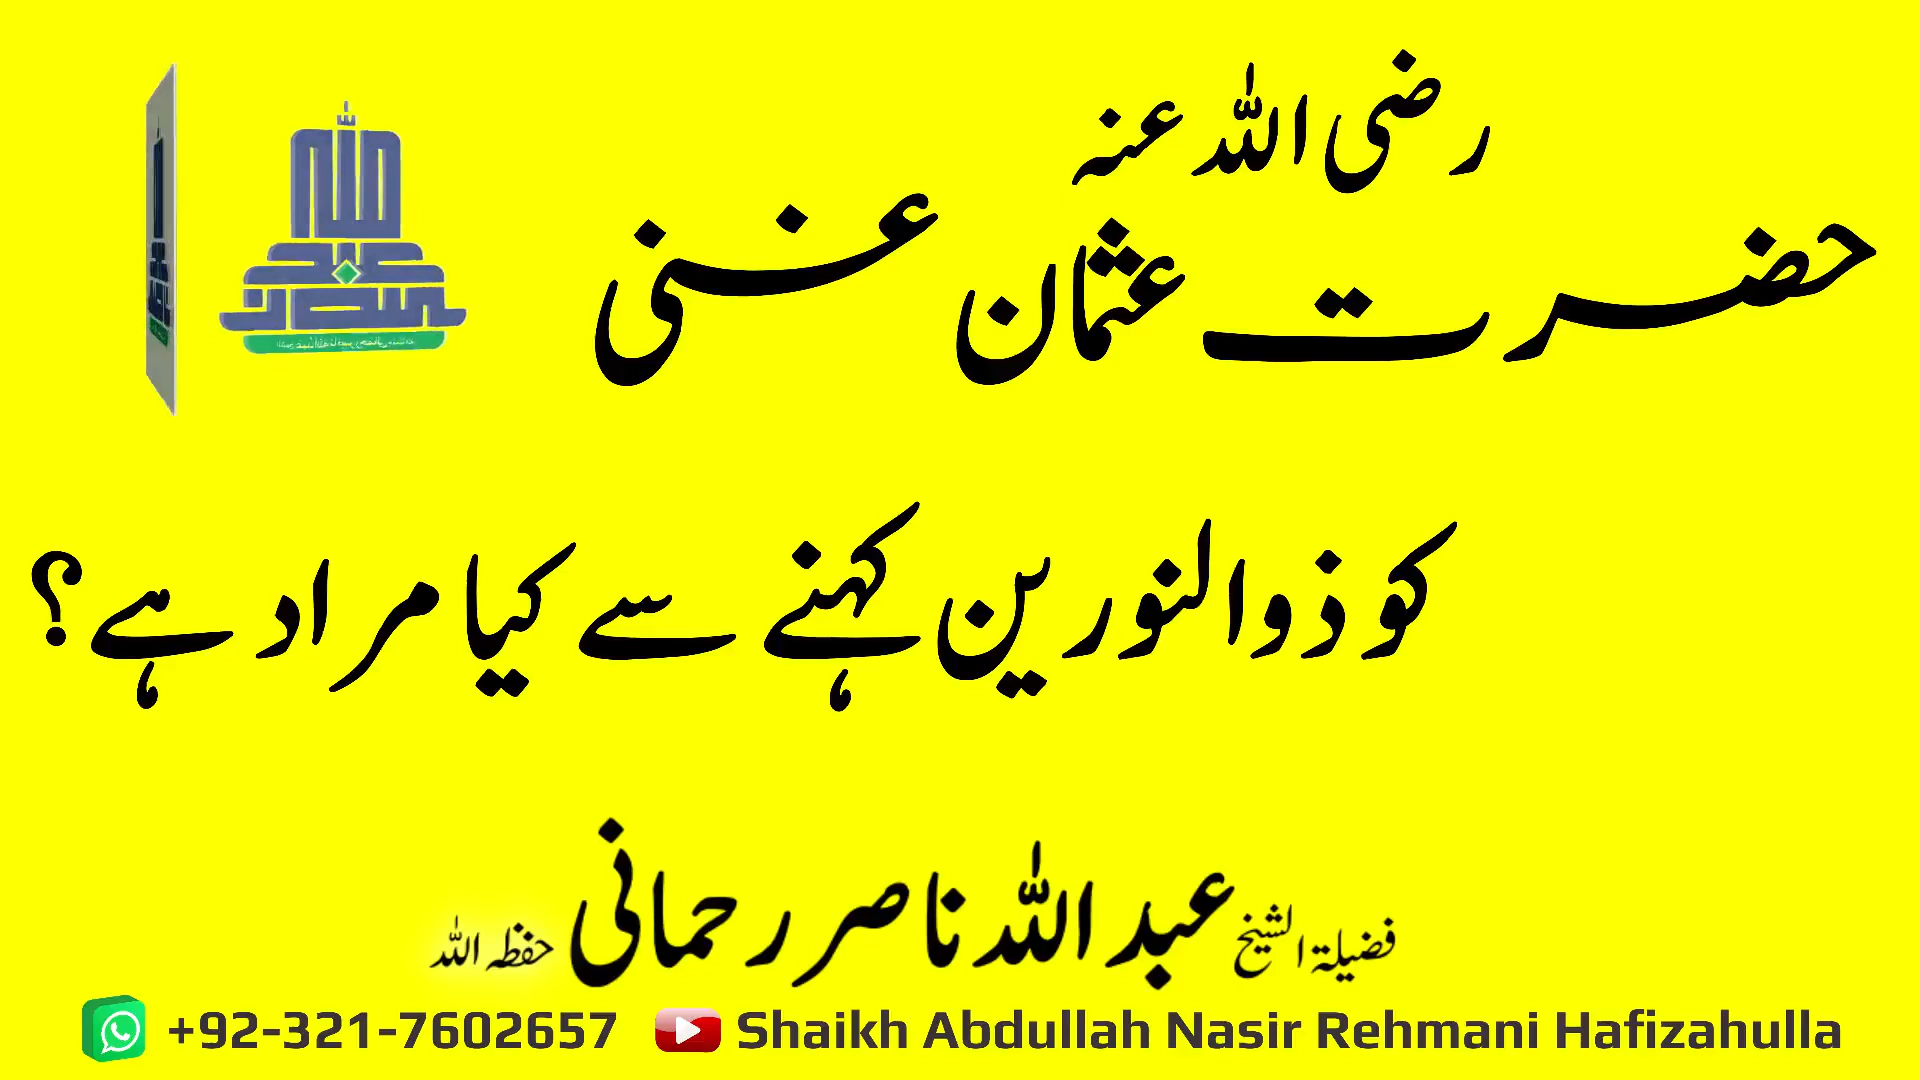 رضی اللہ عنہ
حضرت عثمان غنی
کو ذوالنورین کہنے سے کیا مراد ہے؟
فضیلۃ الشیخ عبداللہ ناصر رحمانی حفظہ اللہ
+92-321-7602657 Shaikh Abdullah Nasir Rehmani Hafizahulla